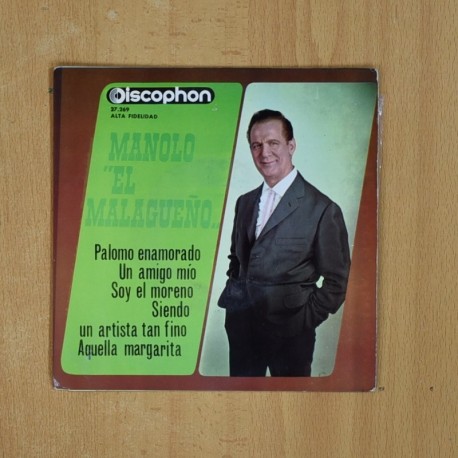 Discophon
27.369
ALTA FIDELIDAD
MANOLO
"EL
MALAGUEÑO„
Palomo enamorado
Un amigo mío
Soy el moreno
Siendo
un artista tan fino
Aquella margarita